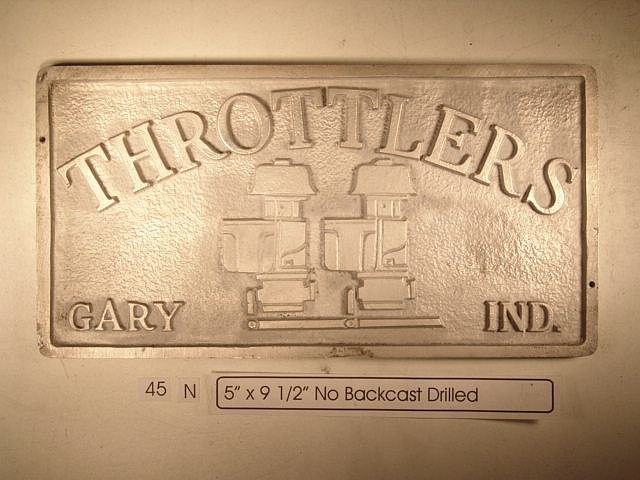 THROTTLERS
GARY IND.
45 N 5" x 9 1/2" No Backcast Drilled